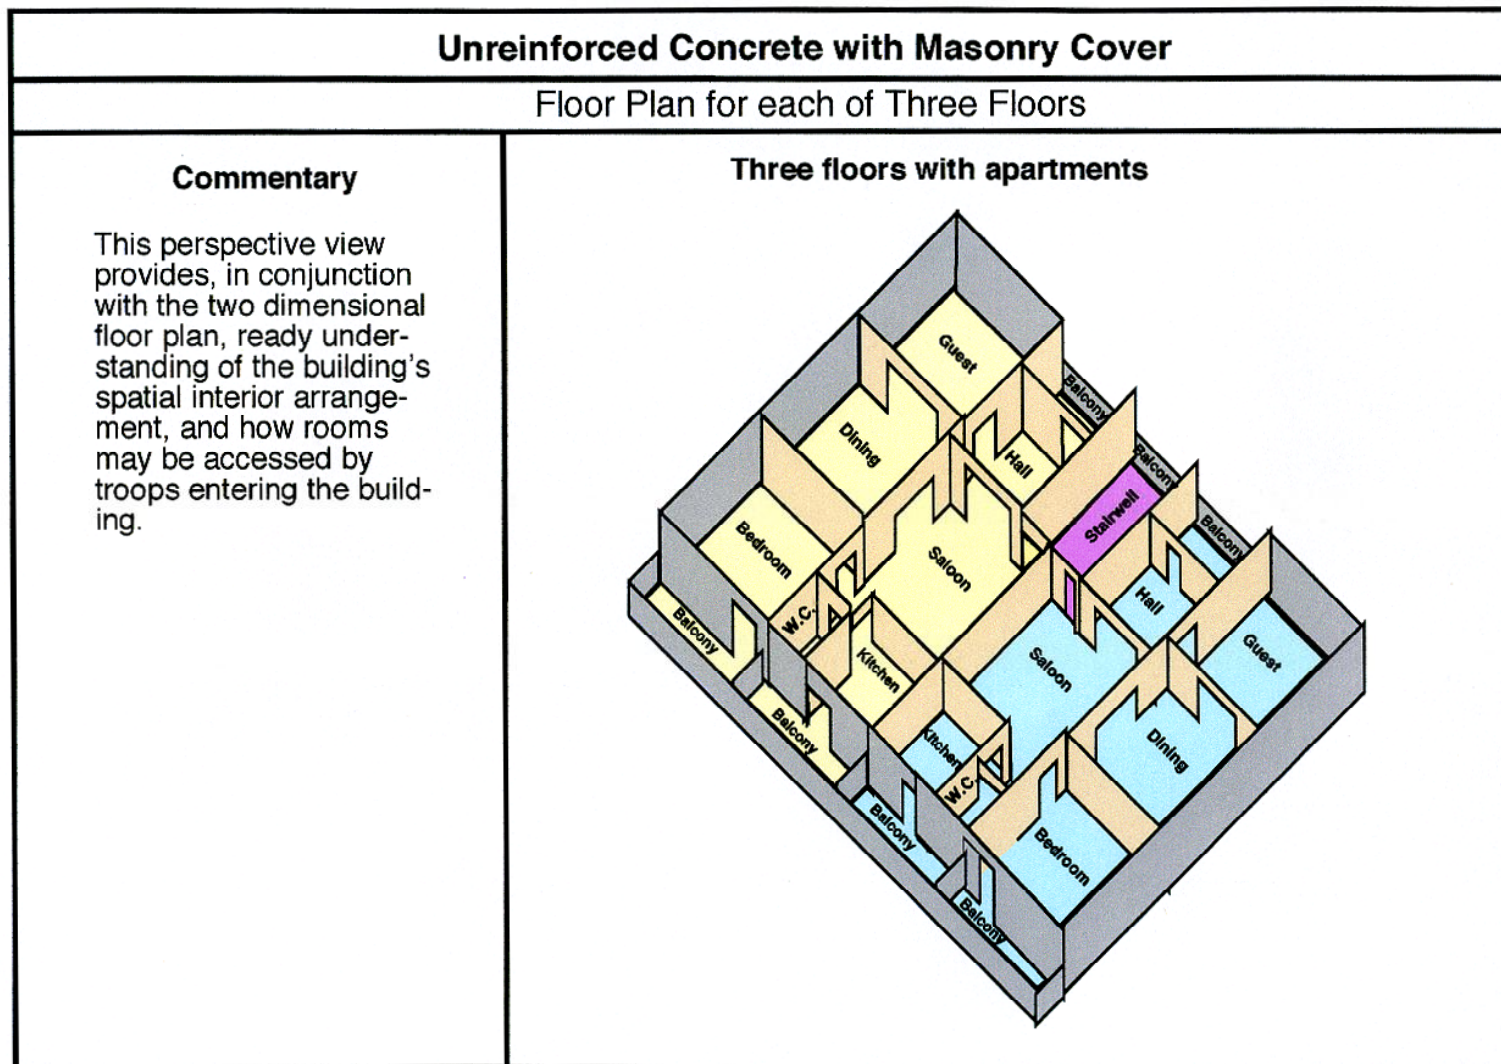 Unreinforced Concrete with Masonry Cover
Floor Plan for each of Three Floors
Commentary
This perspective view
provides, in conjunction
with the two dimensional
floor plan, ready under-
standing of the building's
spatial interior arrange-
ment, and how rooms
may be accessed by
troops entering the build-
ing.
Three floors with apartments
Guest
Balcony
Dining
Hall
Balcony
Stairwell
Bedroom
Saloon
Balcony
W.C.
Hall
Balcony
Kitchen
Saloon
Guest
Balcony
Kitchen
Dining
W.C.
Balcony
Bedroom
Balcony